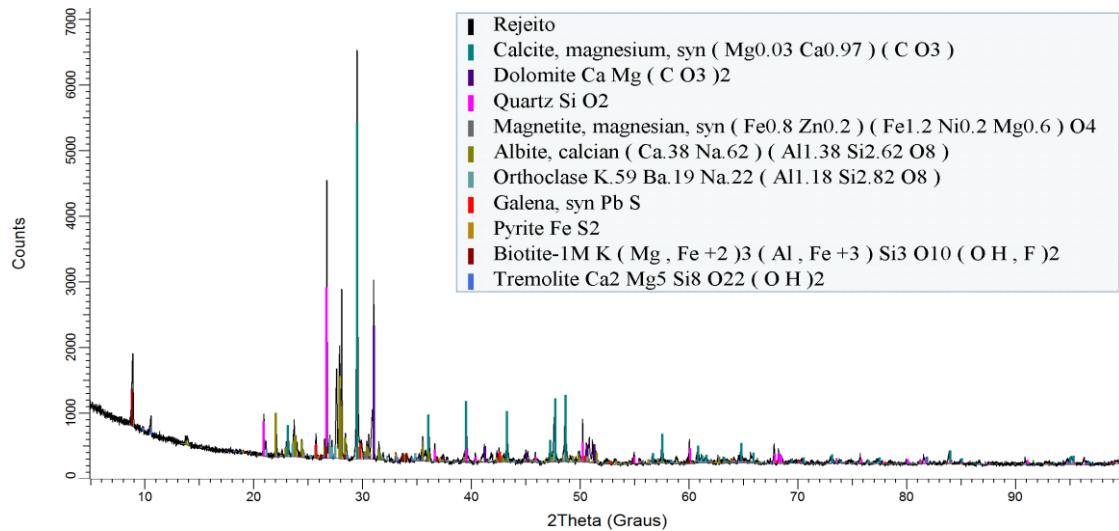 7000
6000
5000
4000
3000
2000
1000
0
Counts
Rejeito
Calcite, magnesium, syn ( Mg0.03 Ca0.97 ) ( C O3 )
Dolomite Ca Mg ( C O3 )2
Quartz Si O2
Magnetite, magnesian, syn ( Fe0.8 Zn0.2 ) ( Fe1.2 Ni0.2 Mg0.6 ) O4
Albite, calcian ( Ca.38 Na.62 ) ( Al1.38 Si2.62 O8 )
Orthoclase K.59 Ba.19 Na.22 ( Al1.18 Si2.82 O8 )
Galena, syn Pb S
Pyrite Fe S2
Biotite-1M K ( Mg , Fe +2 )3 ( Al , Fe +3 ) Si3 O10 ( O H , F )2
Tremolite Ca2 Mg5 Si8 O22 ( O H )2
10 20 30 40 50 60 70 80 90
2Theta (Graus)